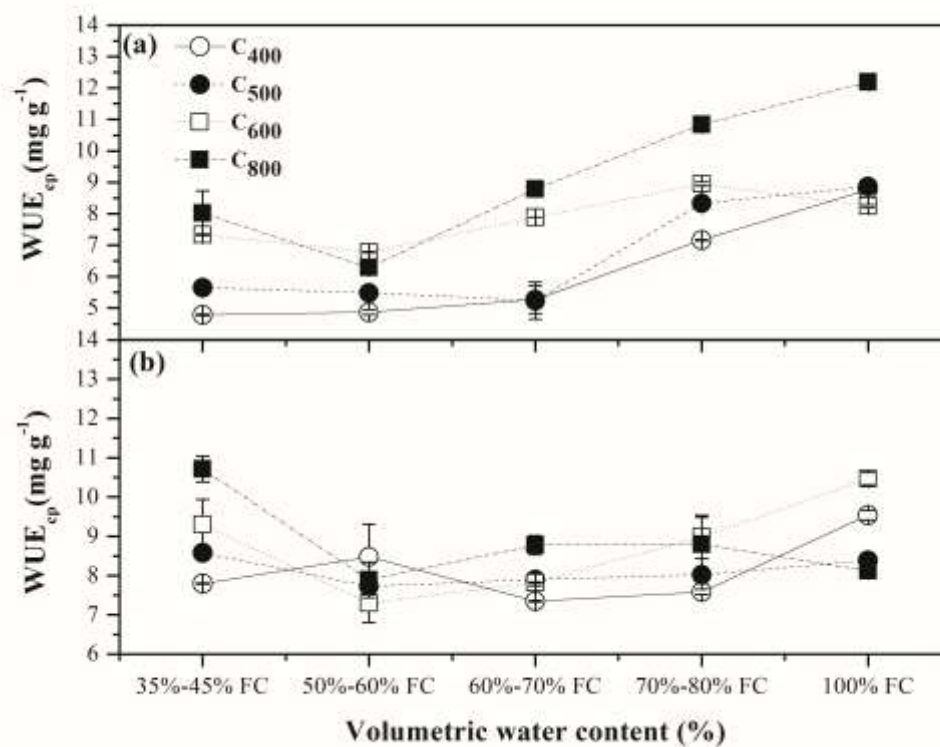 (a)
C400
C500
C600
C800
WUEcp(mg g-1)
14
13
12
11
10
9
8
7
6
5
14
(b)
WUEcp(mg g-1)
13
12
11
10
9
8
7
6
35%-45% FC 50%-60% FC 60%-70% FC 70%-80% FC 100% FC
Volumetric water content (%)